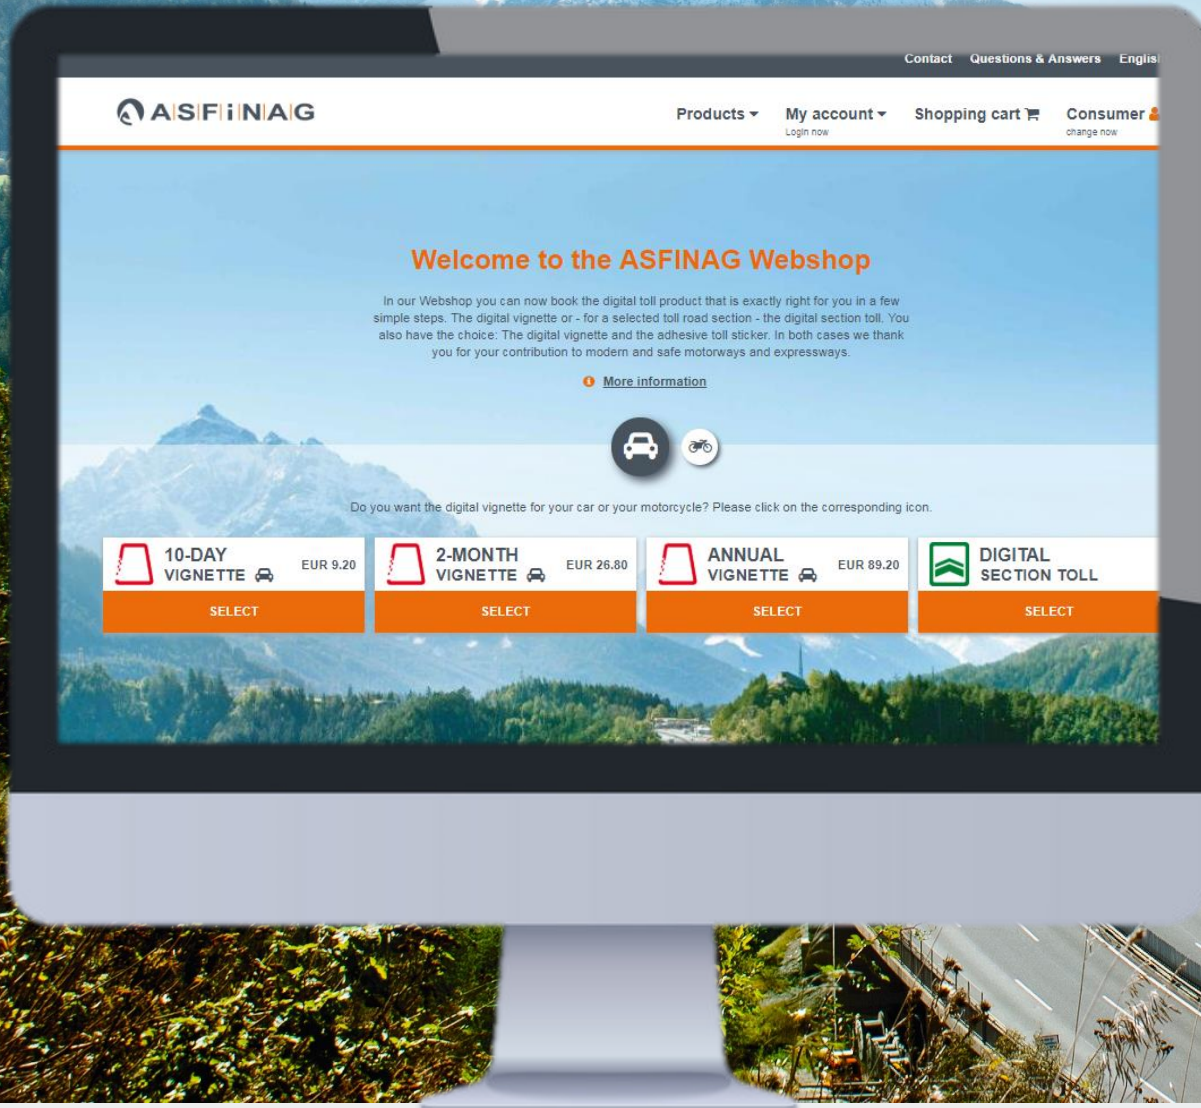 Contact Questions & Answers English
ASFiNAG
Products My account Shopping cart Consumer
Login now change now
Welcome to the ASFINAG Webshop
In our Webshop you can now book the digital toll product that is exactly right for you in a few
simple steps. The digital vignette or - for a selected toll road section - the digital section toll. You
also have the choice: The digital vignette and the adhesive toll sticker. In both cases we thank
you for your contribution to modern and safe motorways and expressways.
More information
Do you want the digital vignette for your car or your motorcycle? Please click on the corresponding icon.
10-DAY
VIGNETTE EUR 9.20
SELECT
2-MONTH
VIGNETTE EUR 26.80
SELECT
ANNUAL
VIGNETTE EUR 89.20
SELECT
DIGITAL
SECTION TOLL
SELECT